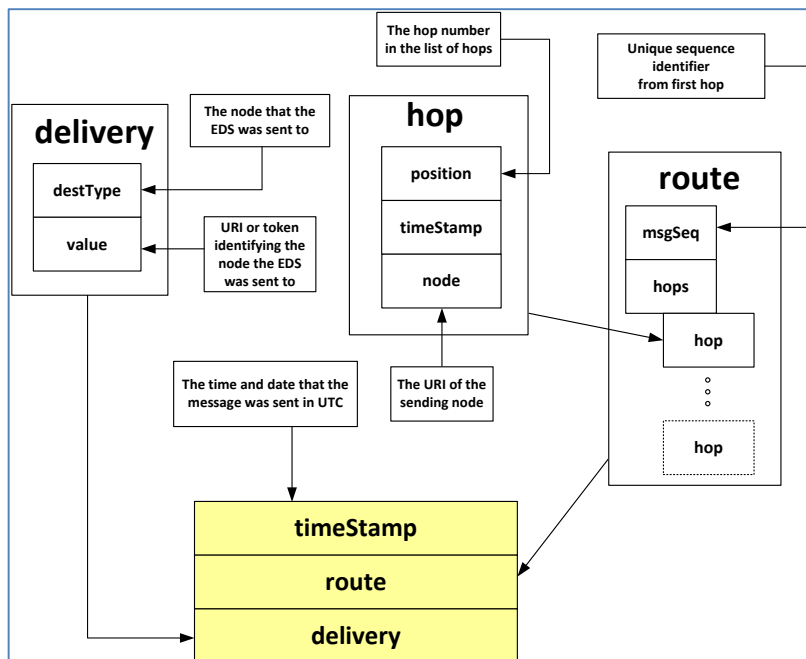 The hop number
in the list of hops
Unique sequence
identifier
from first hop
delivery
The node that the
EDS was sent to
destType
value
URI or token
identifying the
node the EDS
was sent to
hop
position
timeStamp
node
route
msgSeq
hops
hop
hop
The time and date that the
message was sent in UTC
The URI of the
sending node
timeStamp
route
delivery